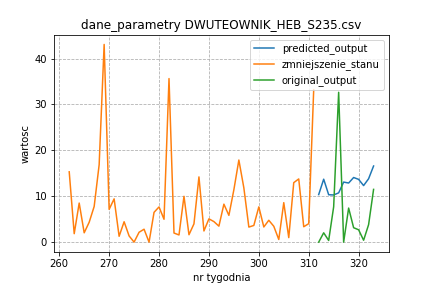 dane_parametry DWUTEOWNIK_HEB_S235.csv
predicted_output
zmniejszenie_stanu
original_output
wartosc
40
30
20
10
0
260
270
280
290
300
310
320
nr tygodnia